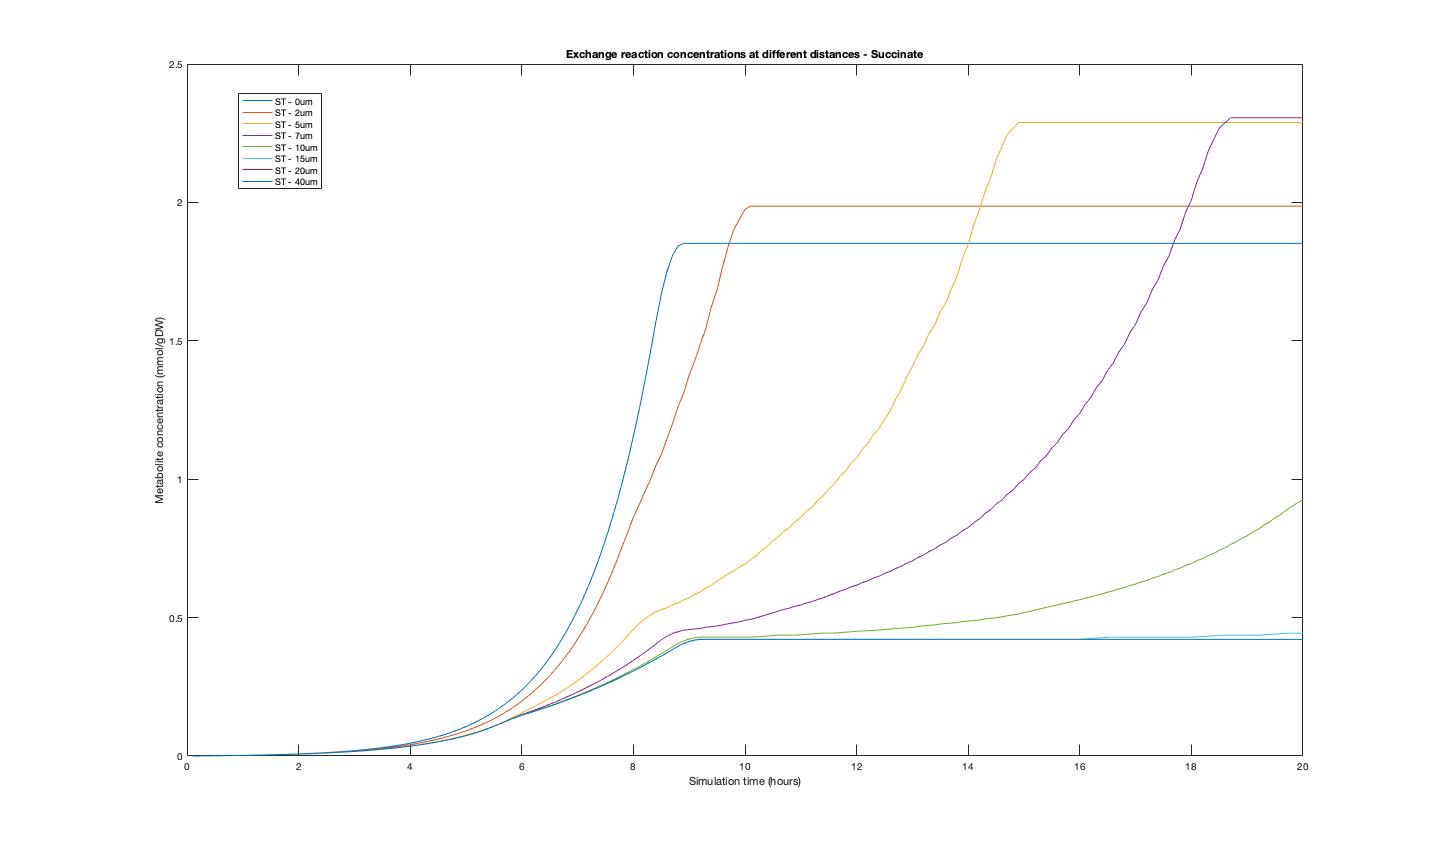 Exchange reaction concentrations at different distances - Succinate
2.5
ST - 0um
ST - 2um
ST - 5um
ST - 7um
ST - 10um
ST - 15um
ST - 20um
ST - 40um
2
1.5
Metabolite concentration (mmol/gDW)
1
0.5
0
0 2 4 6 8 10 12 14 16 18 20
Simulation time (hours)